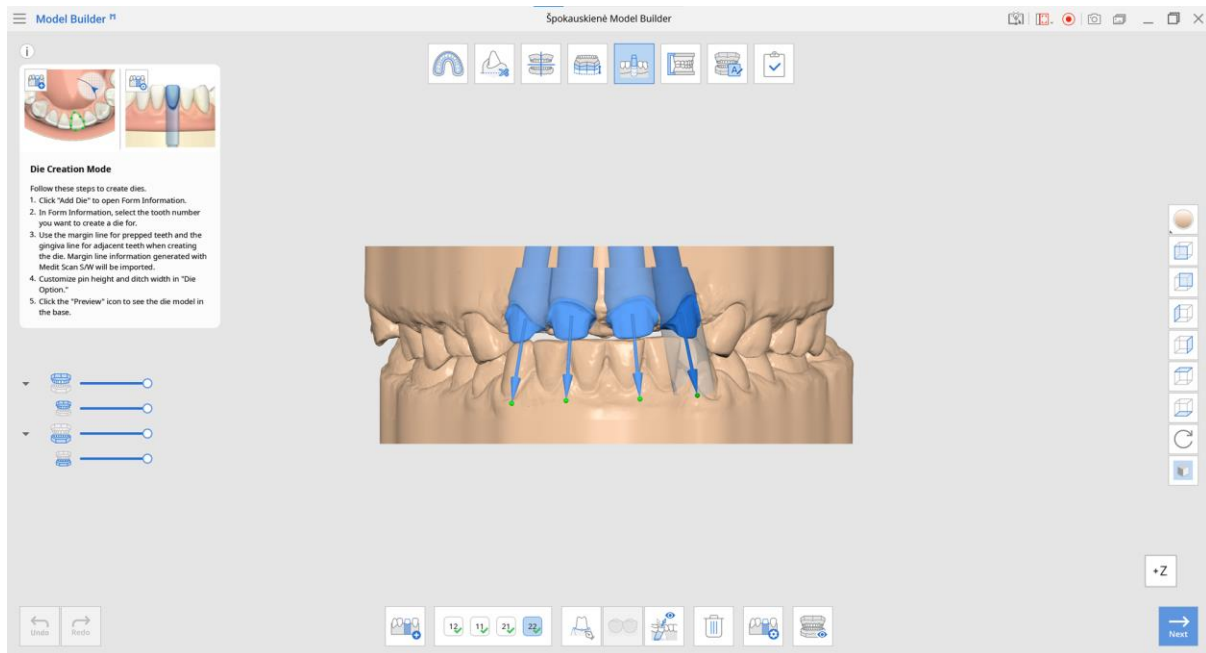 Model Builder
Špokauskienė Model Builder
Die Creation Mode
Follow these steps to create dies.
1. Click "Add Die" to open Form Information.
2. In Form Information, select the tooth number
you want to create a die for.
3. Use the margin line for prepped teeth and the
gingiva line for adjacent teeth when creating
the die. Margin line information generated with
Medit Scan S/W will be imported.
4. Customize pin height and ditch width in "Die
Option."
5. Click the "Preview" icon to see the die model in
the base.
+Z
Undo Redo
12 11 21 22
Next